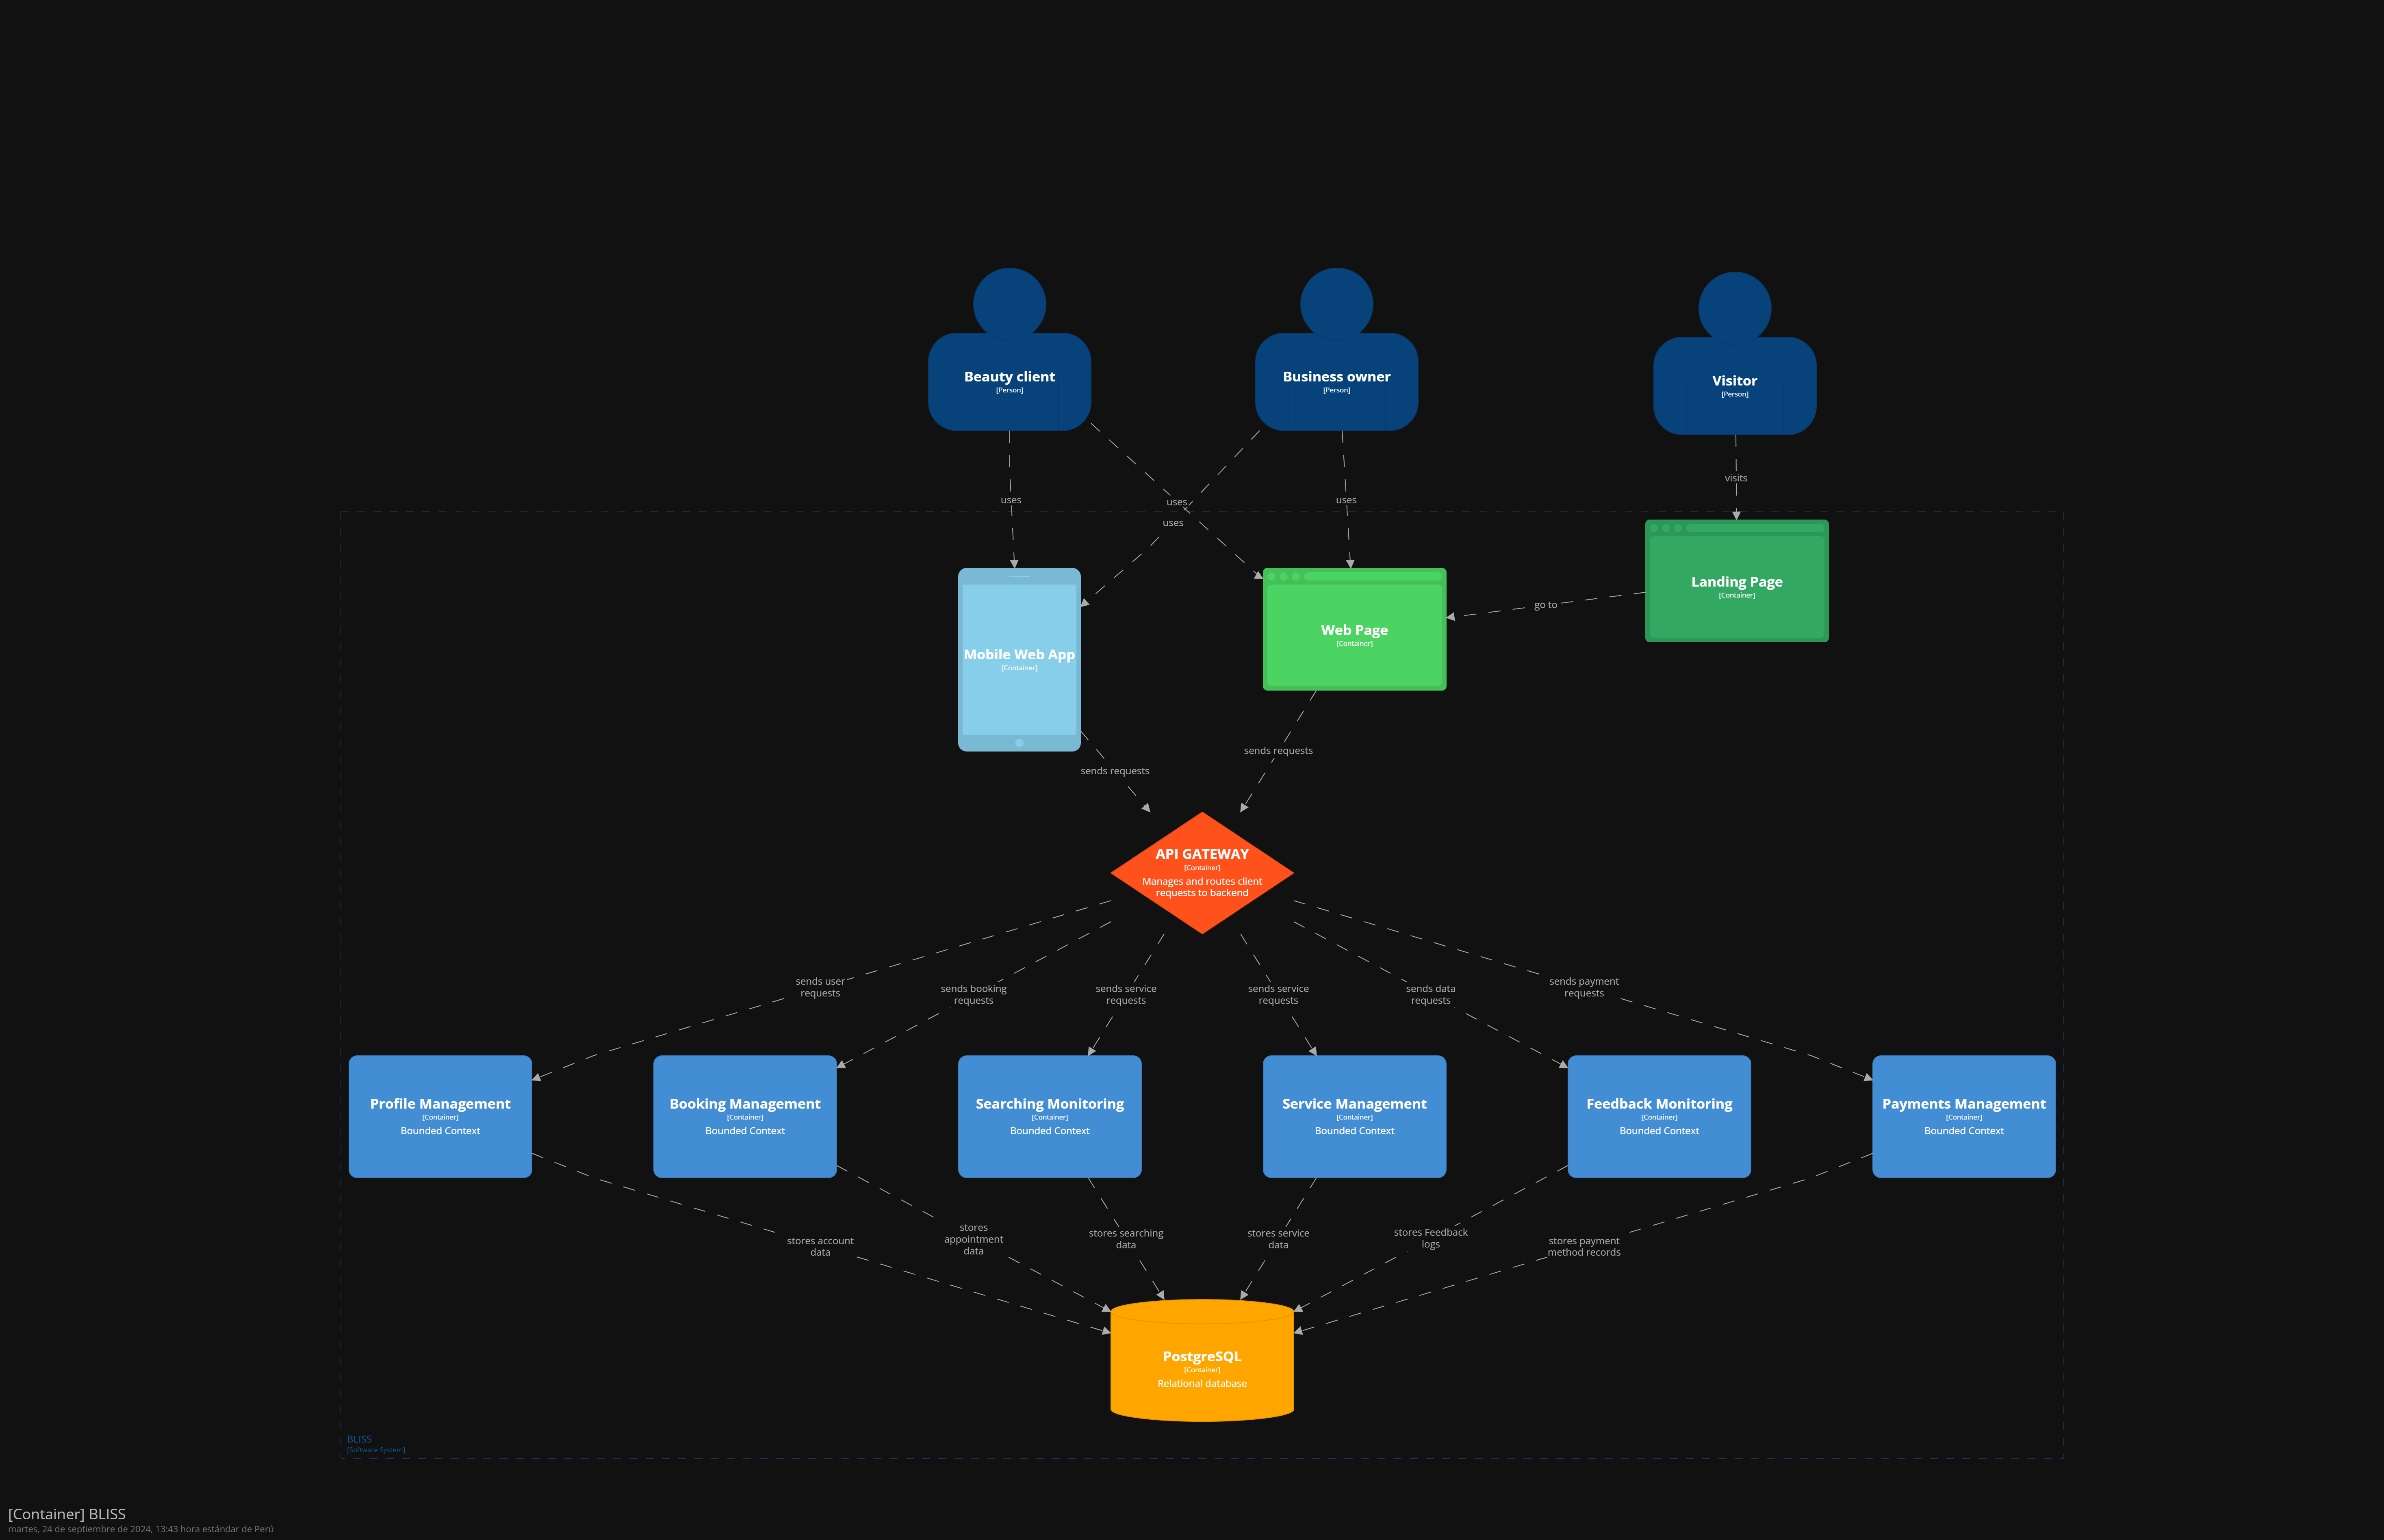 Beauty client
[Person]
Business owner
[Person]
Visitor
[Person]
visits
uses
uses
uses
uses
Landing Page
[Container]
go to
Web Page
[Container]
Mobile Web App
[Container]
sends requests
sends requests
API GATEWAY
[Container]
Manages and routes client
requests to backend
sends user
requests
sends booking
requests
sends service
requests
sends service
requests
sends data
requests
sends payment
requests
Profile Management
[Container]
Bounded Context
Booking Management
[Container]
Bounded Context
Searching Monitoring
[Container]
Bounded Context
Service Management
[Container]
Bounded Context
Feedback Monitoring
[Container]
Bounded Context
Payments Management
[Container]
Bounded Context
stores account
data
stores
appointment
data
stores searching
data
stores service
data
stores Feedback
logs
stores payment
method records
PostgreSQL
[Container]
Relational database
BLISS
[Software System]
[Container] BLISS
martes, 24 de septiembre de 2024, 13:43 hora estándar de Perú